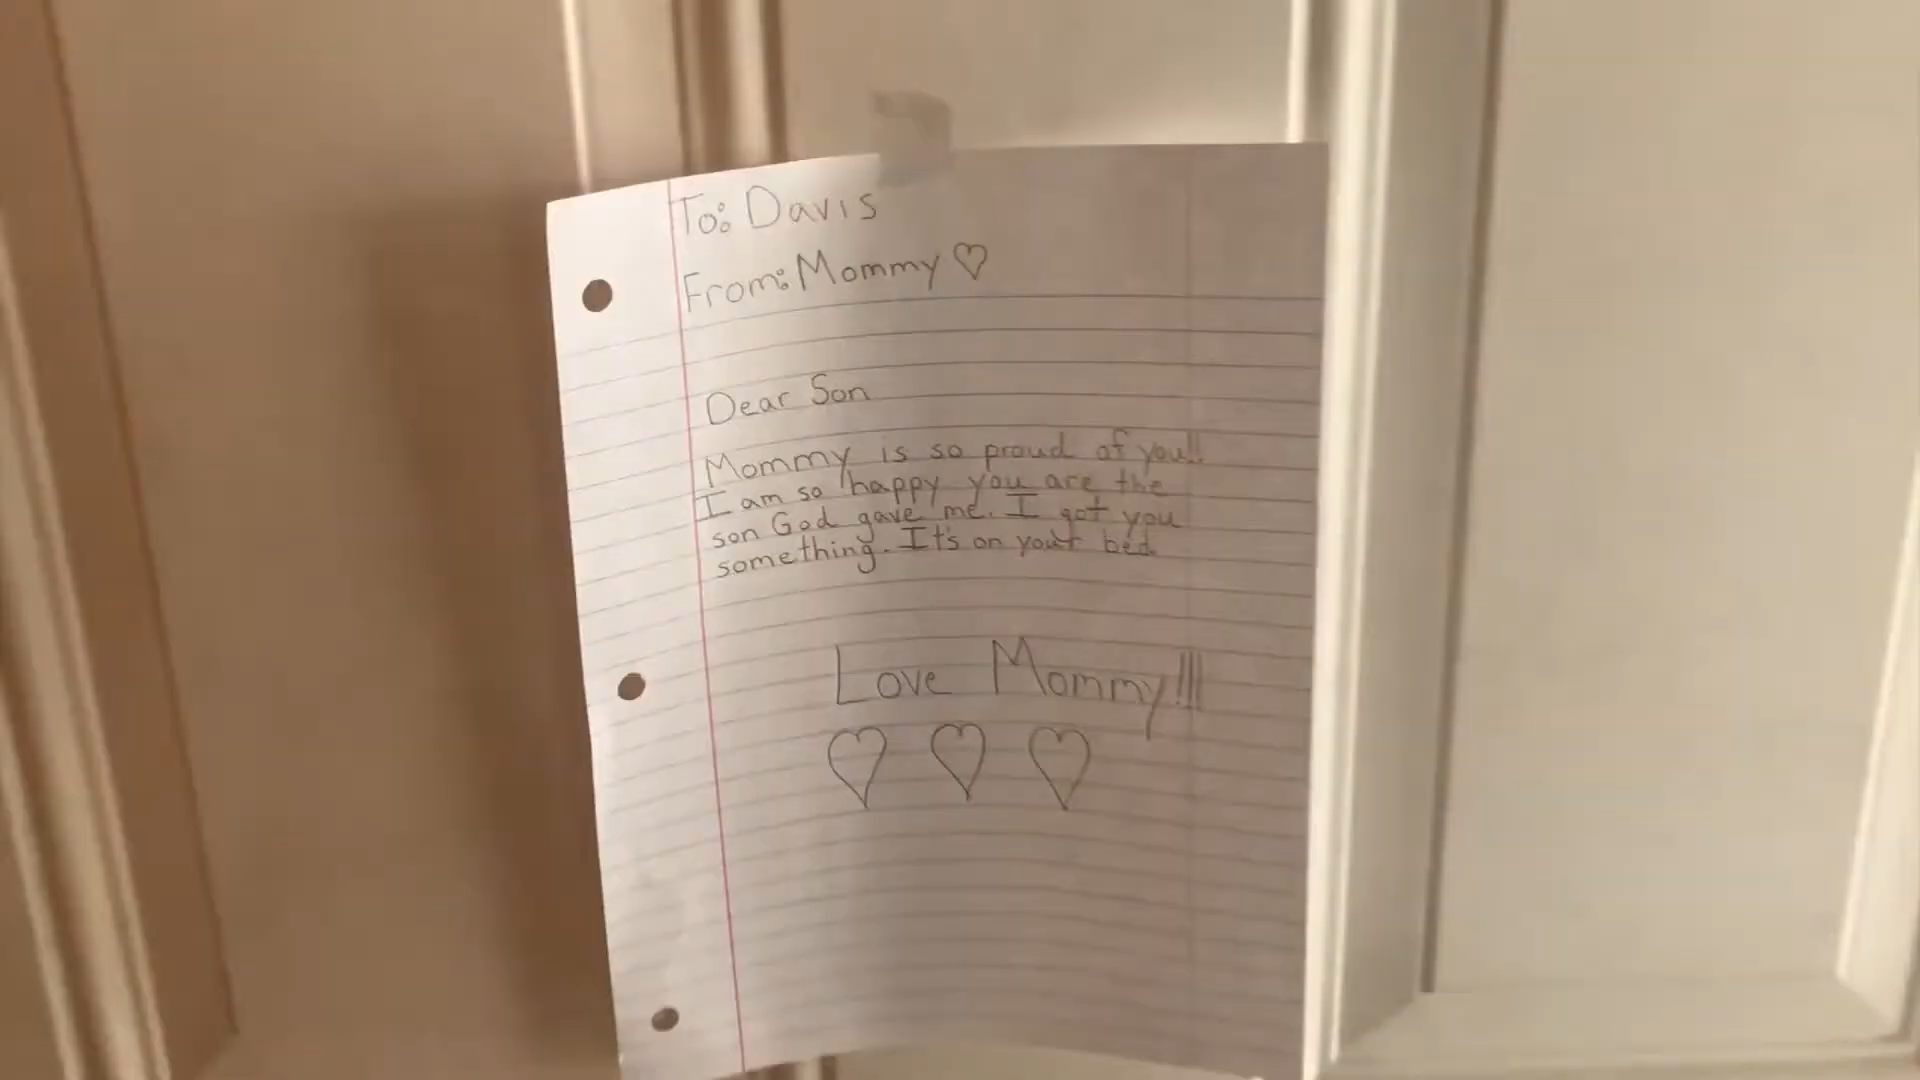 To: Davis
From: Mommy ♡
Dear Son
Mommy is so proud of you!!
I am so happy you are the
son God gave me. I got you
something. It's on your bed.
Love Mommy!!!
♡ ♡ ♡